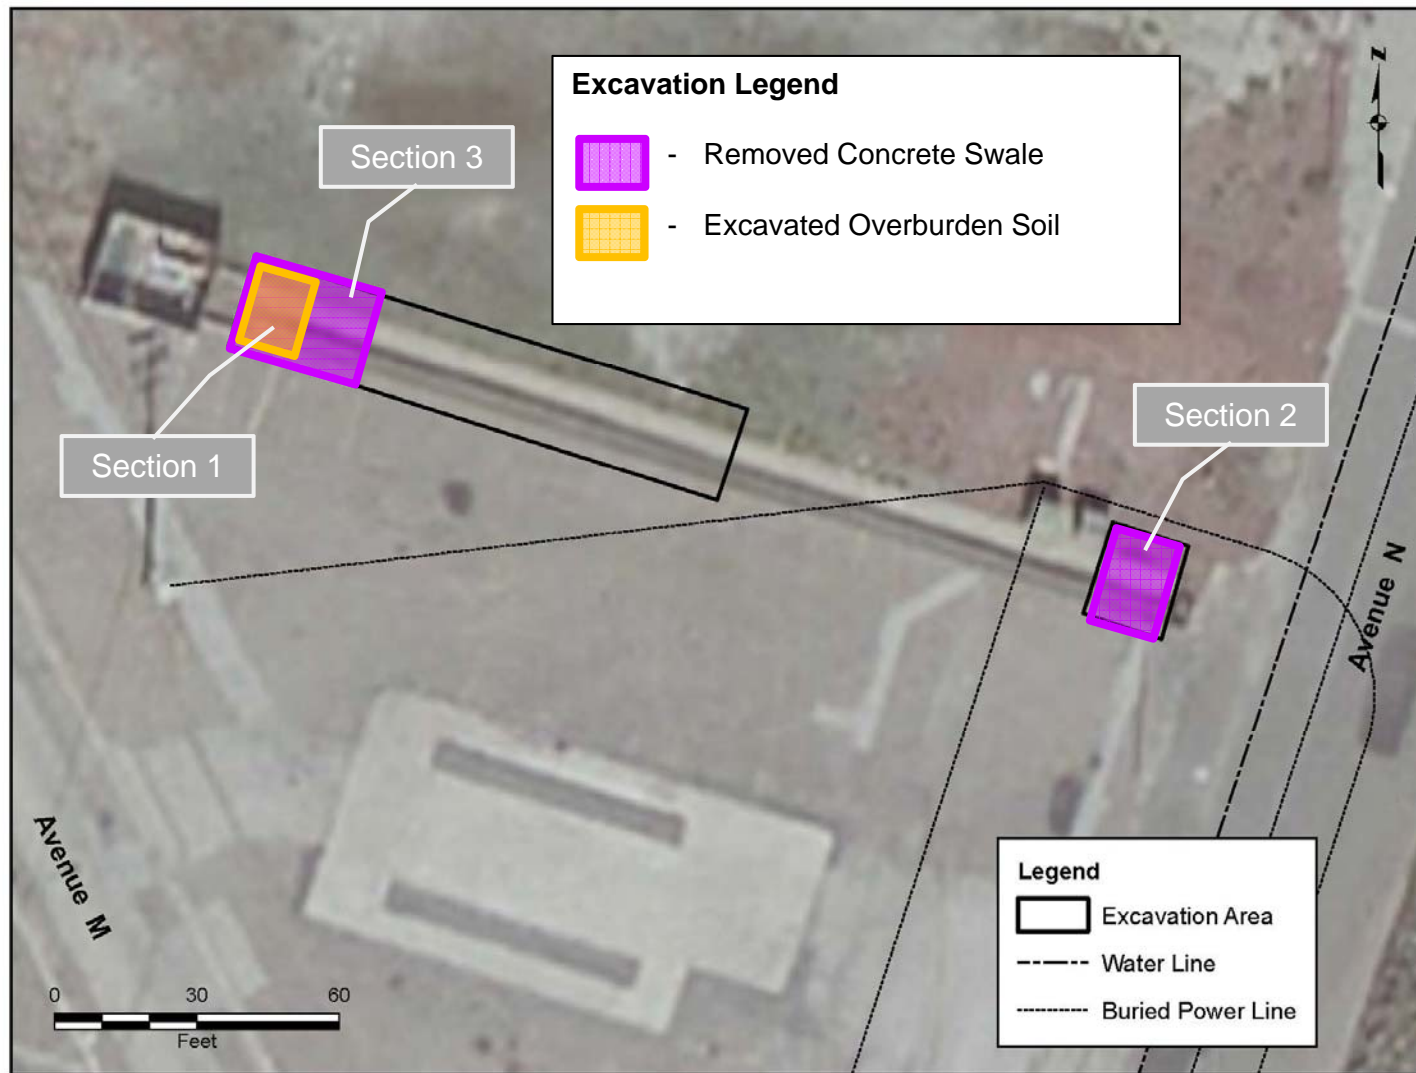 Excavation Legend
- Removed Concrete Swale
- Excavated Overburden Soil
Z
Section 3
Section 1
Section 2
Avenue N
Avenue M
0 30 60
Feet
Legend
Excavation Area
Water Line
Buried Power Line